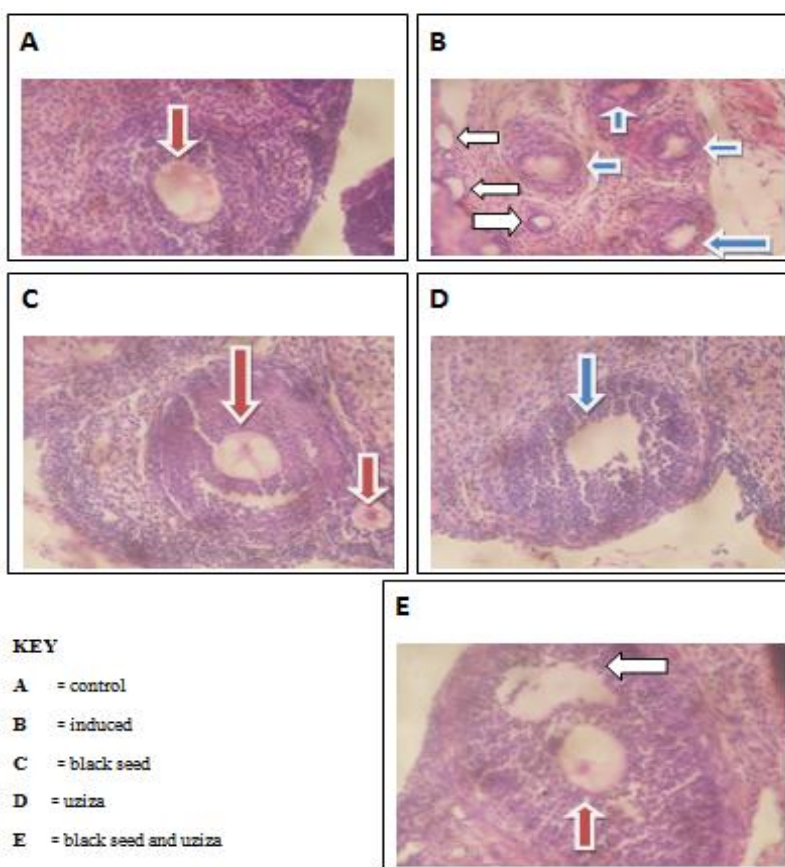 A
B
C
D
E
KEY
A = control
B = induced
C = black seed
D = uziza
E = black seed and uziza